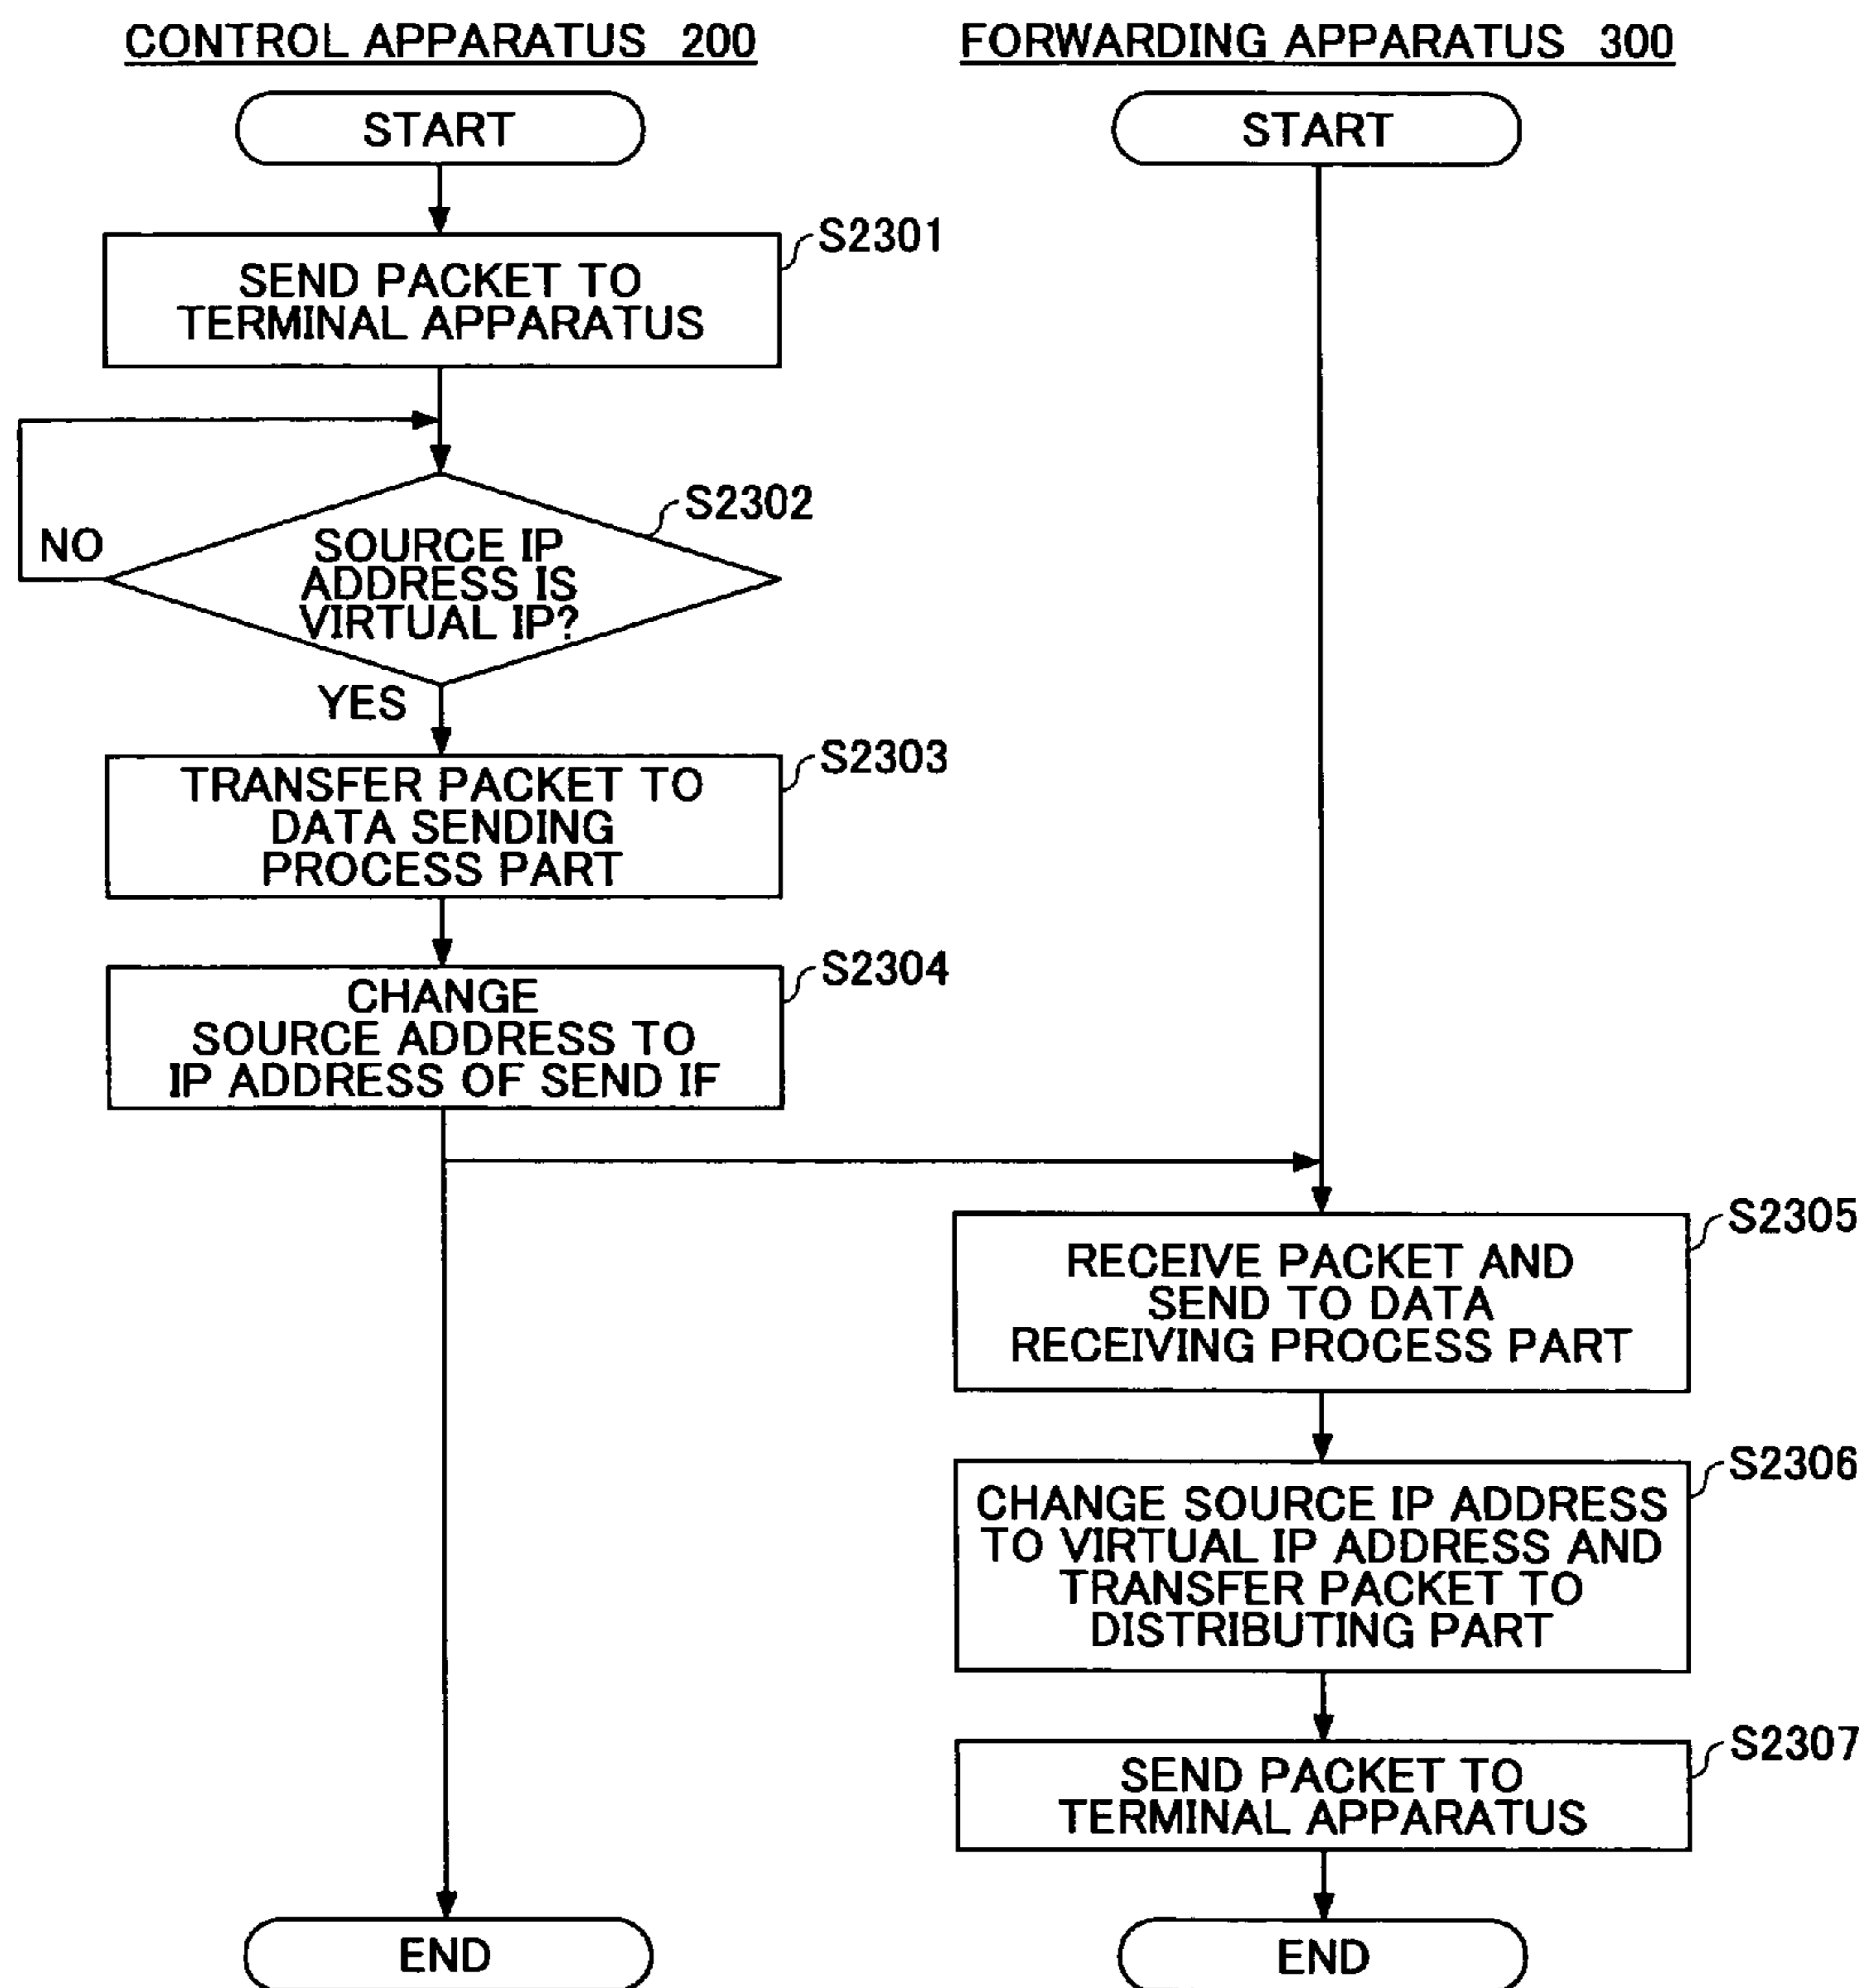 CONTROL APPARATUS 200
START
S2301
SEND PACKET TO
TERMINAL APPARATUS
S2302
NO
SOURCE IP
ADDRESS IS
VIRTUAL IP?
YES
S2303
TRANSFER PACKET TO
DATA SENDING
PROCESS PART
S2304
CHANGE
SOURCE ADDRESS TO
IP ADDRESS OF SEND IF
END
FORWARDING APPARATUS 300
START
S2305
RECEIVE PACKET AND
SEND TO DATA
RECEIVING PROCESS PART
S2306
CHANGE SOURCE IP ADDRESS
TO VIRTUAL IP ADDRESS AND
TRANSFER PACKET TO
DISTRIBUTING PART
S2307
SEND PACKET TO
TERMINAL APPARATUS
END